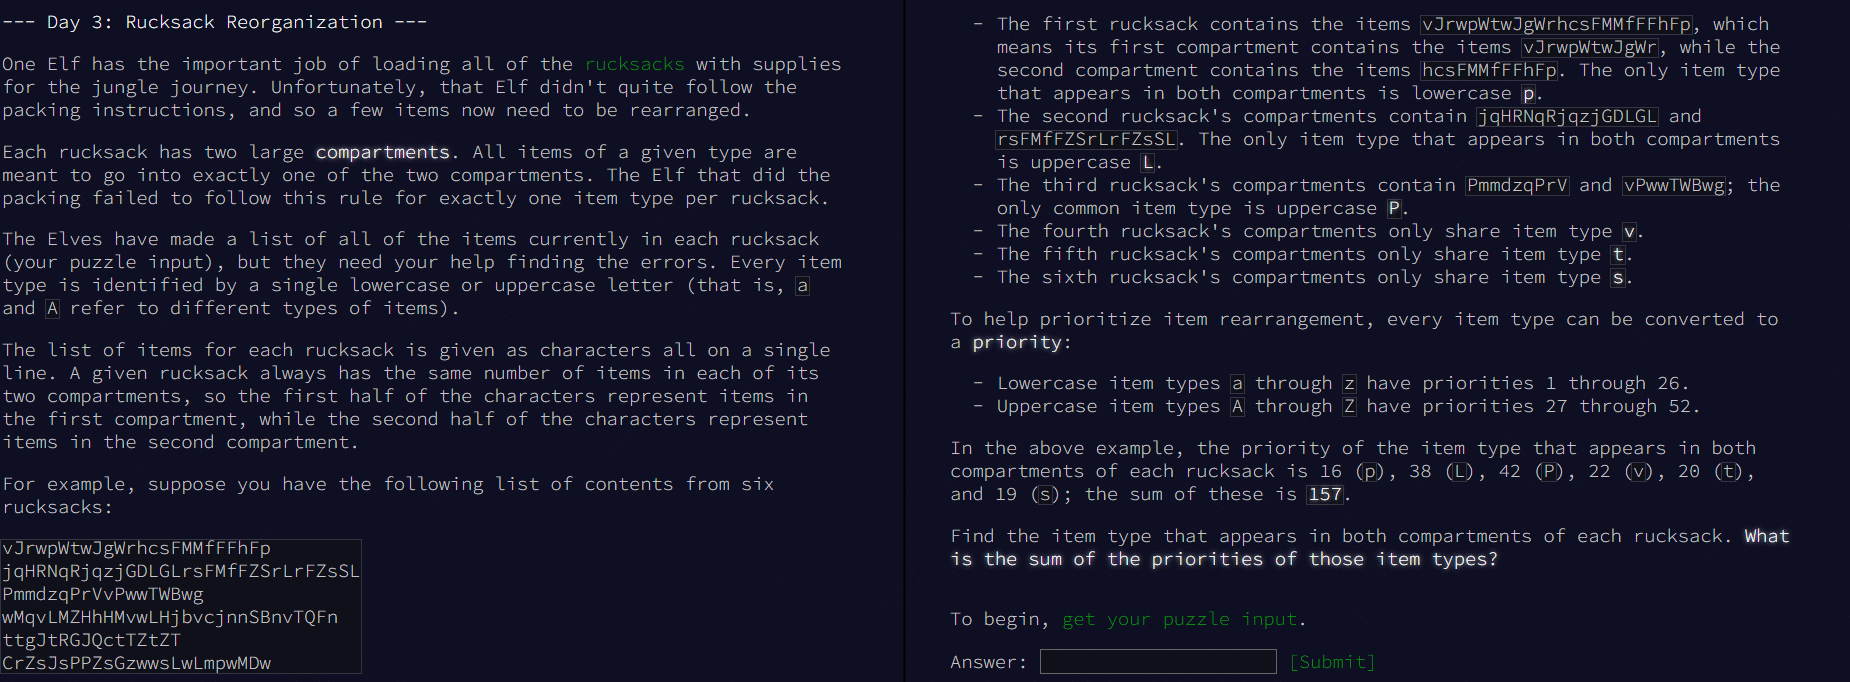 --- Day 3: Rucksack Reorganization ---
One Elf has the important job of loading all of the rucksacks with supplies
for the jungle journey. Unfortunately, that Elf didn't quite follow the
packing instructions, and so a few items now need to be rearranged.
Each rucksack has two large compartments. All items of a given type are
meant to go into exactly one of the two compartments. The Elf that did the
packing failed to follow this rule for exactly one item type per rucksack.
The Elves have made a list of all of the items currently in each rucksack
(your puzzle input), but they need your help finding the errors. Every item
type is identified by a single lowercase or uppercase letter (that is, a
and A refer to different types of items).
The list of items for each rucksack is given as characters all on a single
line. A given rucksack always has the same number of items in each of its
two compartments, so the first half of the characters represent items in
the first compartment, while the second half of the characters represent
items in the second compartment.
For example, suppose you have the following list of contents from six
rucksacks:
vJrwpWtwJgWrhcsFMMfFFhFp
jqHRNqRjqzjGDLGLrsFMfFZSrLrFZsSL
PmmdzqPrVvPwwTWBwg
wMqvLMZHhHMvwLHjbvcjnnSBnvTQFn
ttgJtRGJQctTZtZT
CrZsJsPPZsGzwwsLwLmpwMDw
- The first rucksack contains the items vJrwpWtwJgWrhcsFMMfFFhFp, which
means its first compartment contains the items vJrwpWtwJgWr, while the
second compartment contains the items hcsFMMfFFhFp. The only item type
that appears in both compartments is lowercase p.
- The second rucksack's compartments contain jqHRNqRjqzjGDLGL and
rsFMfFZSrLrFZsSL. The only item type that appears in both compartments
is uppercase L.
- The third rucksack's compartments contain PmmdzqPrV and vPwwTWBwg; the
only common item type is uppercase P.
- The fourth rucksack's compartments only share item type v.
- The fifth rucksack's compartments only share item type t.
- The sixth rucksack's compartments only share item type s.
To help prioritize item rearrangement, every item type can be converted to
a priority:
- Lowercase item types a through z have priorities 1 through 26.
- Uppercase item types A through Z have priorities 27 through 52.
In the above example, the priority of the item type that appears in both
compartments of each rucksack is 16 (p), 38 (L), 42 (P), 22 (v), 20 (t),
and 19 (s); the sum of these is 157.
Find the item type that appears in both compartments of each rucksack. What
is the sum of the priorities of those item types?
To begin, get your puzzle input.
Answer: [Submit]